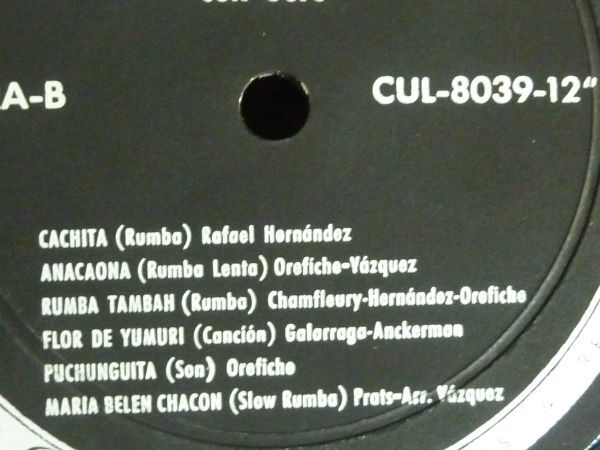 A-B
CUL-8039-12"
CACHITA (Rumba) Rafael Hernández
ANACAONA (Rumba Lenta) Orefiche-Vázquez
RUMBA TAMBAH (Rumba) Chamfleury-Hernández-Orefiche
FLOR DE YUMURI (Canción) Galarraga-Anckerman
PUCHUNGUITA (Son) Orefiche
MARIA BELEN CHACON (Slow Rumba) Prats-Arr. Vázquez